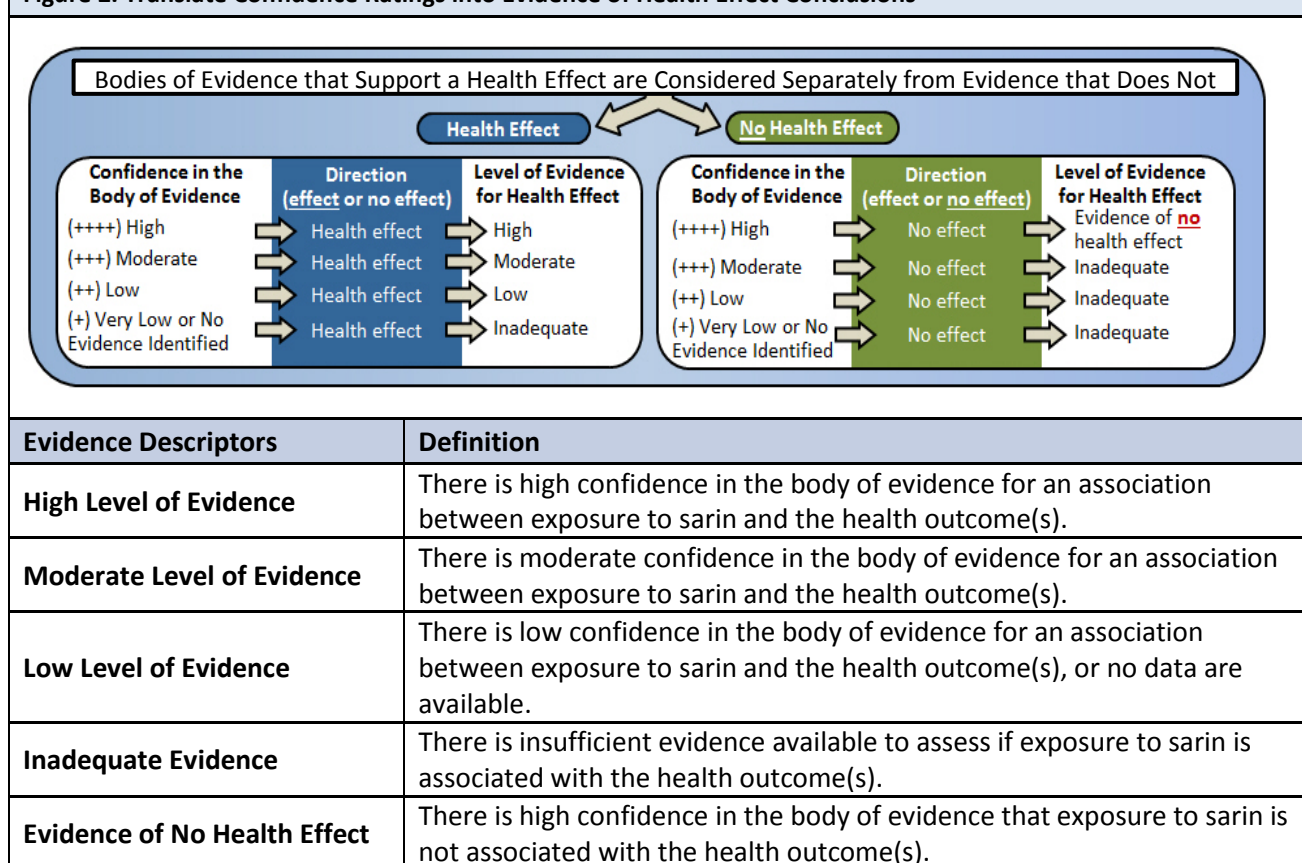 Bodies of Evidence that Support a Health Effect are Considered Separately from Evidence that Does Not
Health Effect
No Health Effect
Confidence in the
Body of Evidence
Direction
(effect or no effect)
Level of Evidence
for Health Effect
(++++) High
Health effect
High
(+++) Moderate
Health effect
Moderate
(++) Low
Health effect
Low
(+) Very Low or No
Evidence Identified
Health effect
Inadequate
Confidence in the
Body of Evidence
Direction
(effect or no effect)
Level of Evidence
for Health Effect
(++++) High
No effect
Evidence of no
health effect
(+++) Moderate
No effect
Inadequate
(++) Low
No effect
Inadequate
(+) Very Low or No
Evidence Identified
No effect
Inadequate
Evidence Descriptors
Definition
High Level of Evidence
There is high confidence in the body of evidence for an association
between exposure to sarin and the health outcome(s).
Moderate Level of Evidence
There is moderate confidence in the body of evidence for an association
between exposure to sarin and the health outcome(s).
Low Level of Evidence
There is low confidence in the body of evidence for an association
between exposure to sarin and the health outcome(s), or no data are
available.
Inadequate Evidence
There is insufficient evidence available to assess if exposure to sarin is
associated with the health outcome(s).
Evidence of No Health Effect
There is high confidence in the body of evidence that exposure to sarin is
not associated with the health outcome(s).